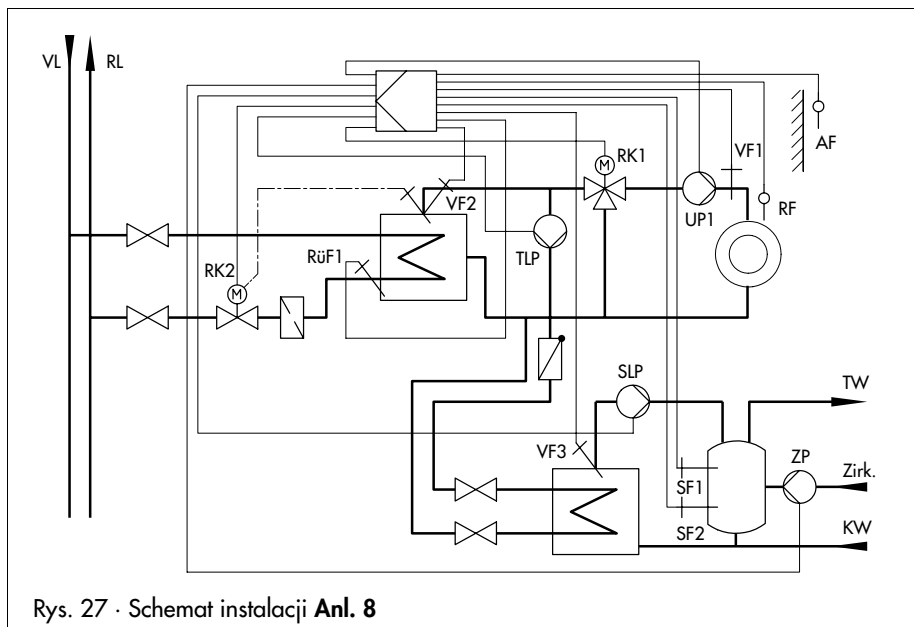 VL
RL
M
RK1
AF
VF1
VF2
UP1
RF
RK2
M
RüF1
TLP
SLP
TW
VF3
ZP
SF1
Zirk.
SF2
KW
Rys. 27 · Schemat instalacji Anl. 8